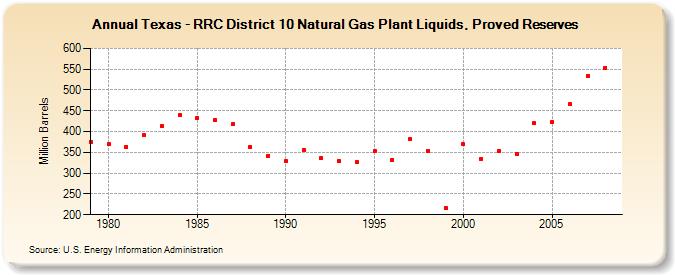 Annual Texas - RRC District 10 Natural Gas Plant Liquids, Proved Reserves
Million Barrels
600
550
500
450
400
350
300
250
200
1980 1985 1990 1995 2000 2005
Source: U.S. Energy Information Administration